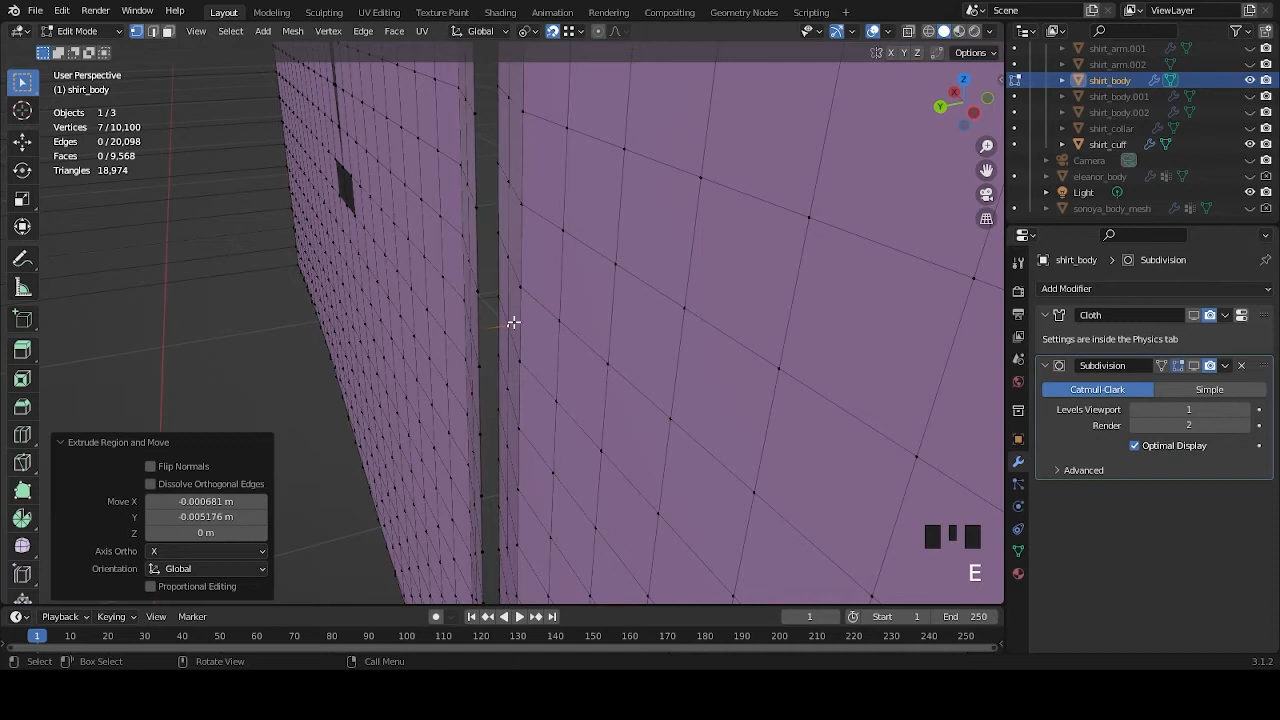 File Edit Render Window Help Layout Modeling Sculpting UV Editing Texture Paint Shading Animation Rendering Compositing Geometry Nodes Scripting + Scene ViewLayer
Edit Mode View Select Add Mesh Vertex Edge Face UV Global
X Y Z Options
User Perspective
(1) shirt_body
Objects 1/3
Vertices 7/10,100
Edges 0/20,098
Faces 0/9,568
Triangles 18,974
Z
X
Y
shirt_arm.001
shirt_arm.002
shirt_body
shirt_body.001
shirt_body.002
shirt_collar
shirt_cuff
Camera
eleanor_body
Light
sonoya_body_mesh
shirt_body > Subdivision
Add Modifier
Cloth
Settings are inside the Physics tab
Subdivision
Catmull-Clark Simple
Levels Viewport 1
Render 2
Optimal Display
Advanced
Extrude Region and Move
Flip Normals
Dissolve Orthogonal Edges
Move X -0.000681 m
Y -0.005176 m
Z 0 m
Axis Ortho X
Orientation Global
Proportional Editing
E
Playback Keying View Marker 1 Start 1 End 250
1 10 20 30 40 50 60 70 80 90 100 110 120 130 140 150 160 170 180 190 200 210 220 230 240 250
Select Box Select Rotate View Call Menu 3.1.2